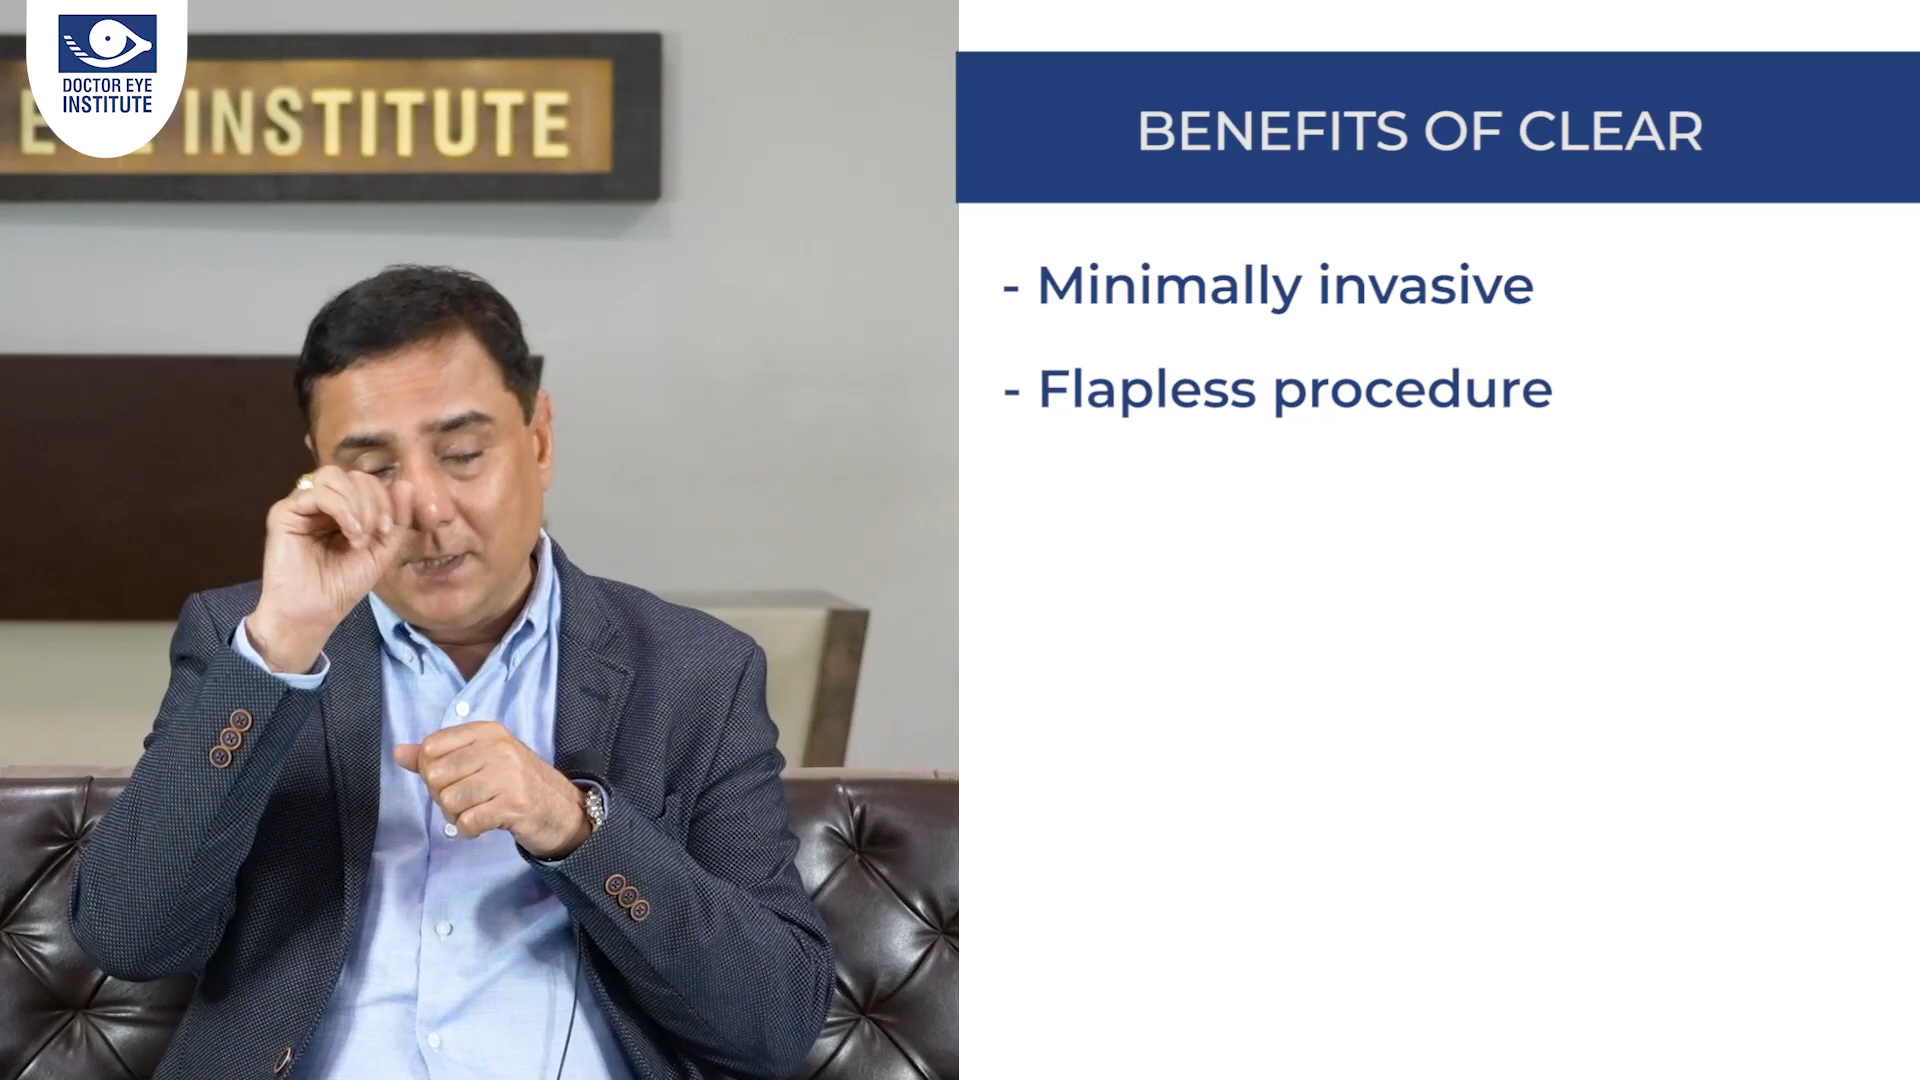 DOCTOR EYE
INSTITUTE
INSTITUTE
BENEFITS OF CLEAR
- Minimally invasive
- Flapless procedure